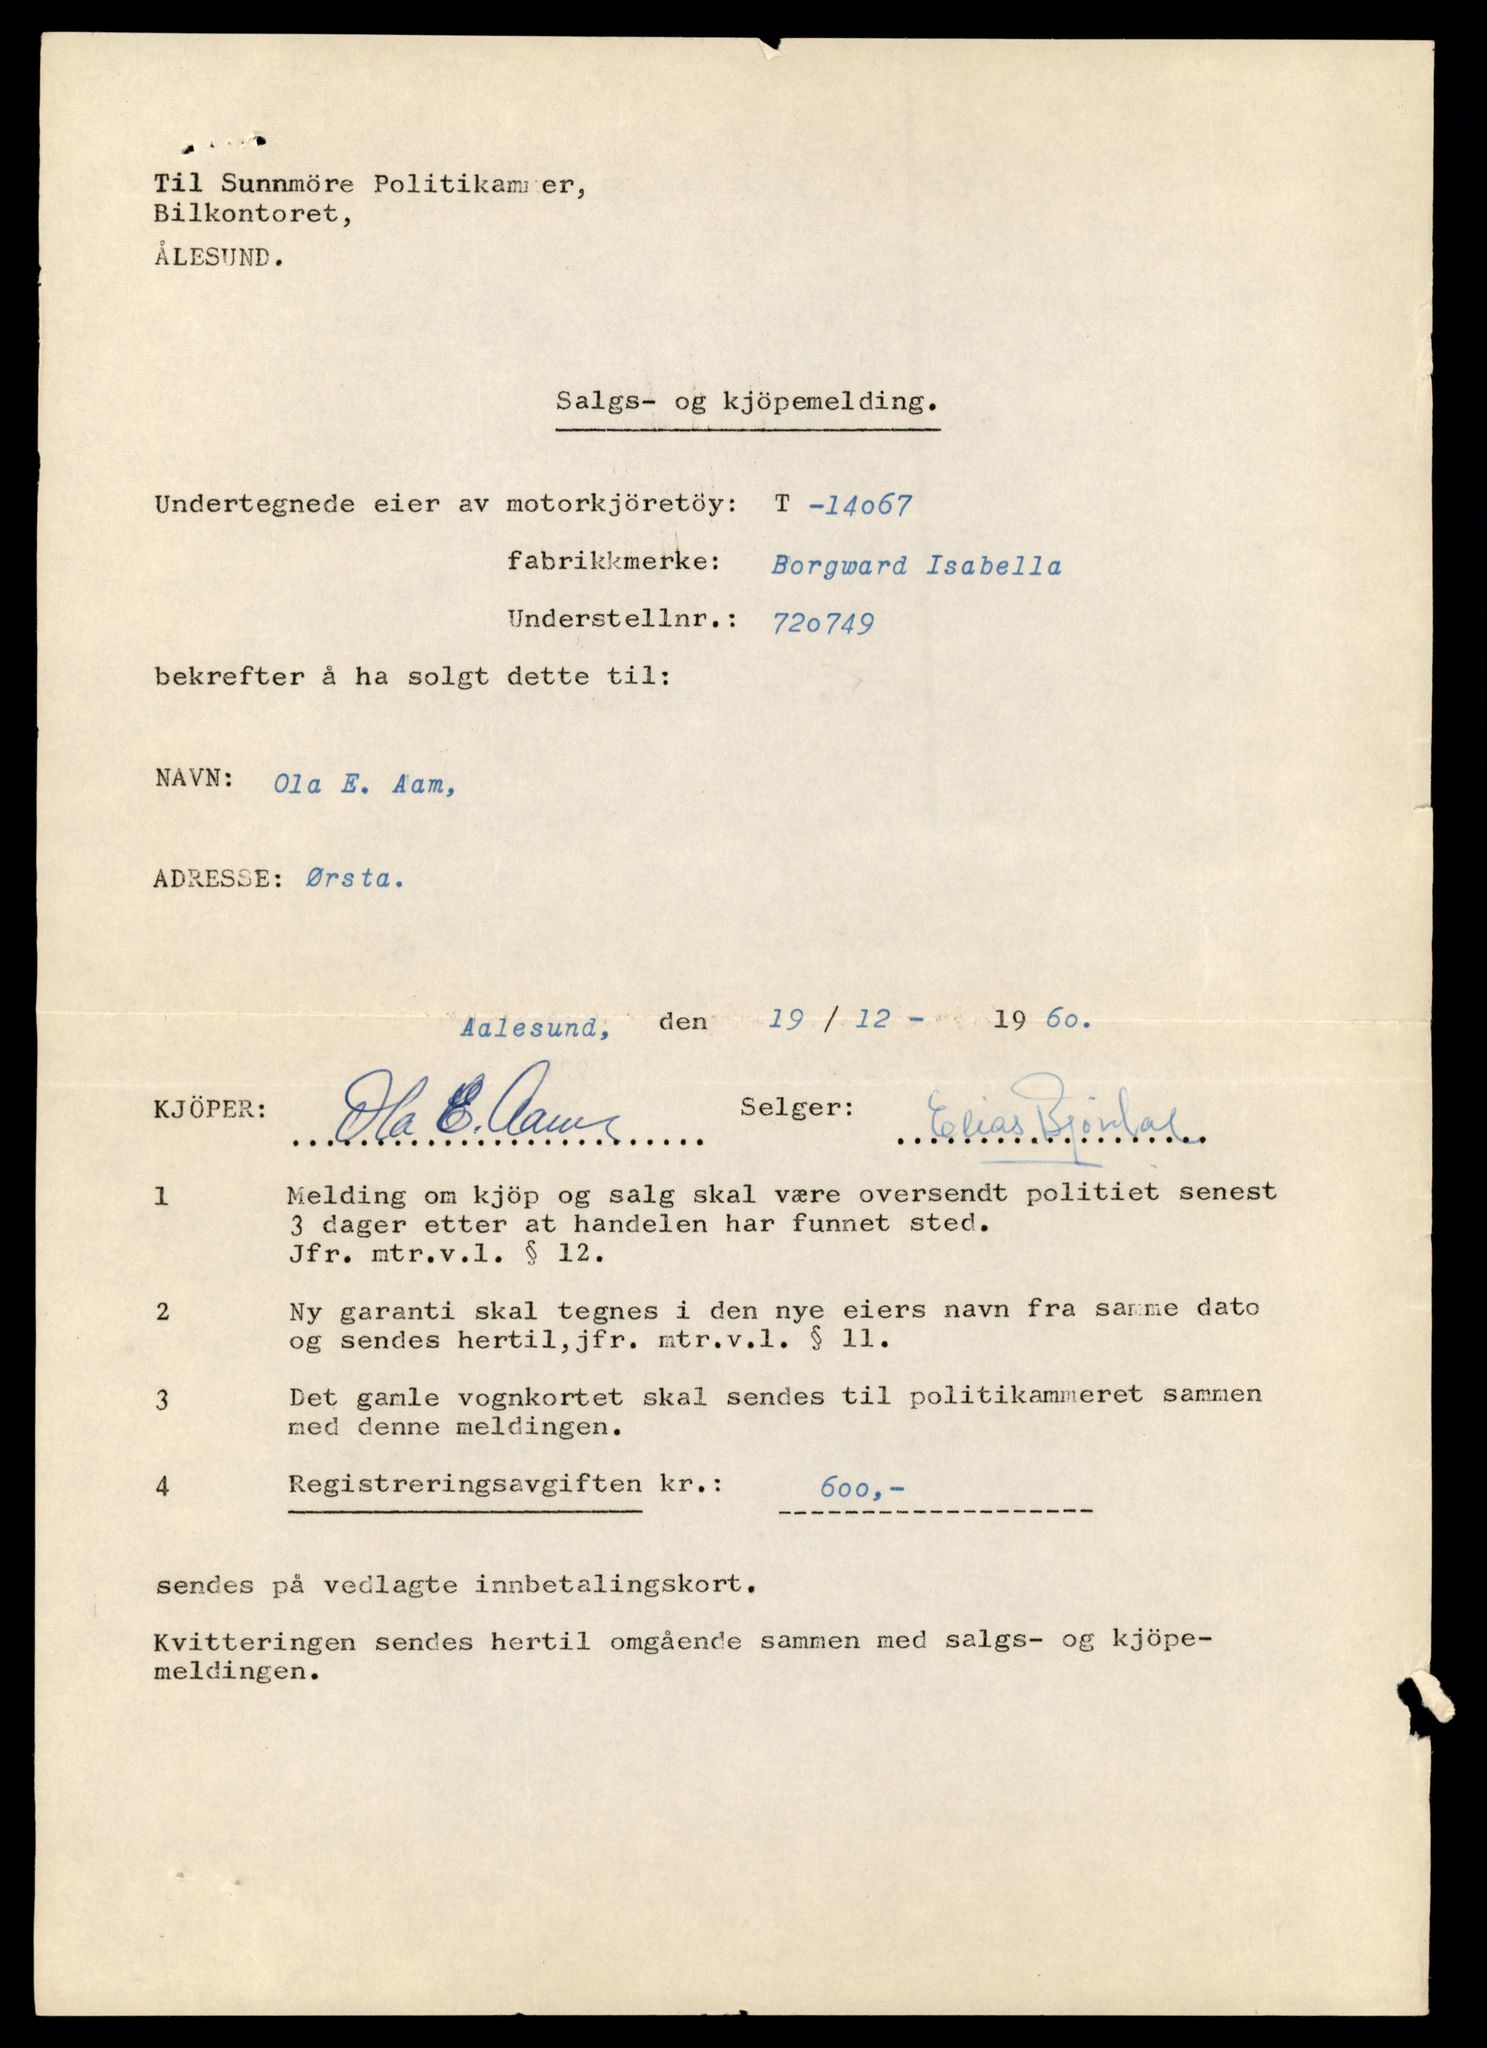 Til Sunnmöre Politikammer,
Bilkontoret,
ÅLESUND.
Salgs- og kjöpemelding.
Undertegnede eier av motorkjöretöy: T -14o67
fabrikkmerke: Borgward Isabella
Understellnr.: 72o749
bekrefter å ha solgt dette til:
NAVN: Ola E. Aam,
ADRESSE: Ørsta.
Aalesund, den 19 / 12 - 19 6o.
KJÖPER: Ola E. Aam Selger: Elias Bjørdal
1 Melding om kjöp og salg skal være oversendt politiet senest
3 dager etter at handelen har funnet sted.
Jfr. mtr.v.l. § 12.
2 Ny garanti skal tegnes i den nye eiers navn fra samme dato
og sendes hertil,jfr. mtr.v.l. § 11.
3 Det gamle vognkortet skal sendes til politikammeret sammen
med denne meldingen.
4 Registreringsavgiften kr.: 6oo,-
sendes på vedlagte innbetalingskort.
Kvitteringen sendes hertil omgående sammen med salgs- og kjöpe-
meldingen.